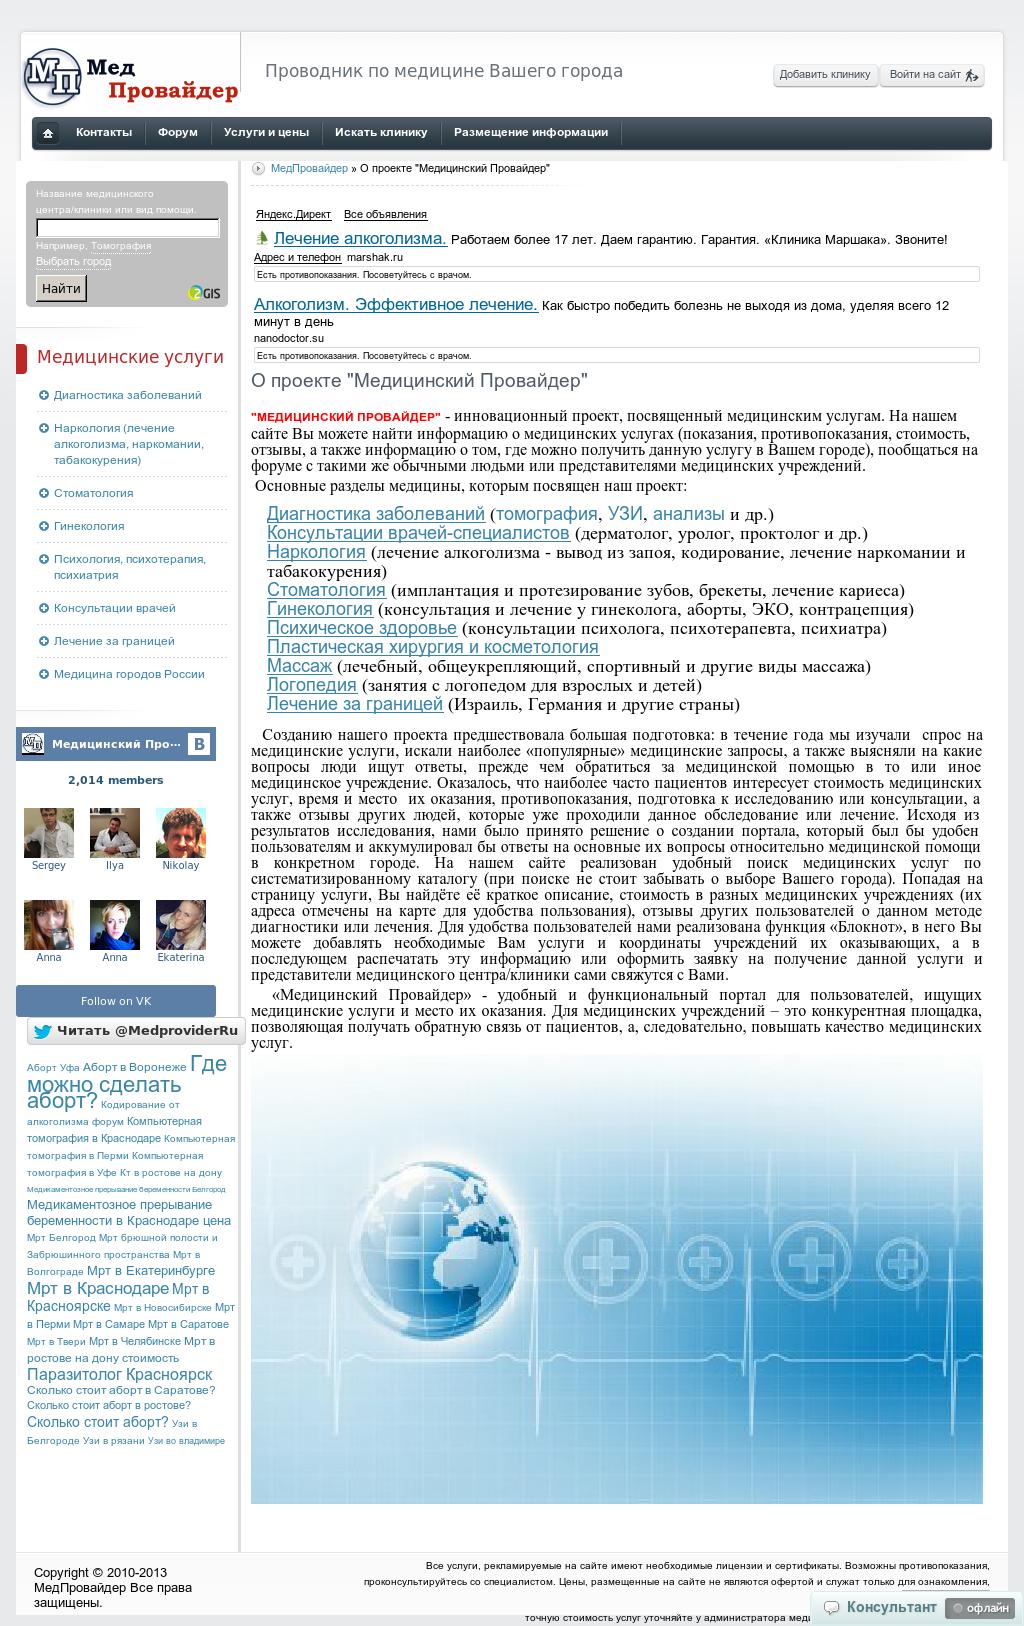 Мед
Провайдер
Проводник по медицине Вашего города
Добавить клинику
Войти на сайт
Контакты
Форум
Услуги и цены
Искать клинику
Размещение информации
МедПровайдер » О проекте "Медицинский Провайдер"
Название медицинского
центра/клиники или вид помощи.
Например, Томография
Выбрать город
Найти
2GIS
Медицинские услуги
Диагностика заболеваний
Наркология (лечение
алкоголизма, наркомании,
табакокурения)
Стоматология
Гинекология
Психология, психотерапия,
психиатрия
Консультации врачей
Лечение за границей
Медицина городов России
Медицинский Про...
B
2,014 members
Sergey
Ilya
Nikolay
Anna
Anna
Ekaterina
Follow on VK
Читать @MedproviderRu
Аборт Уфа Аборт в Воронеже Где
можно сделать
аборт? Кодирование от
алкоголизма форум Компьютерная
томография в Краснодаре Компьютерная
томография в Перми Компьютерная
томография в Уфе Кт в ростове на дону
Медикаментозное прерывание беременности Белгород
Медикаментозное прерывание
беременности в Краснодаре цена
Мрт Белгород Мрт брюшной полости и
Забрюшинного пространства Мрт в
Волгограде Мрт в Екатеринбурге
Мрт в Краснодаре Мрт в
Красноярске Мрт в Новосибирске Мрт
в Перми Мрт в Самаре Мрт в Саратове
Мрт в Твери Мрт в Челябинске Мрт в
ростове на дону стоимость
Паразитолог Красноярск
Сколько стоит аборт в Саратове?
Сколько стоит аборт в ростове?
Сколько стоит аборт? Узи в
Белгороде Узи в рязани Узи во владимире
Яндекс.Директ Все объявления
Лечение алкоголизма. Работаем более 17 лет. Даем гарантию. Гарантия. «Клиника Маршака». Звоните!
Адрес и телефон marshak.ru
Есть противопоказания. Посоветуйтесь с врачом.
Алкоголизм. Эффективное лечение. Как быстро победить болезнь не выходя из дома, уделяя всего 12
минут в день
nanodoctor.su
Есть противопоказания. Посоветуйтесь с врачом.
О проекте "Медицинский Провайдер"
"МЕДИЦИНСКИЙ ПРОВАЙДЕР" - инновационный проект, посвященный медицинским услугам. На нашем
сайте Вы можете найти информацию о медицинских услугах (показания, противопоказания, стоимость,
отзывы, а также информацию о том, где можно получить данную услугу в Вашем городе), пообщаться на
форуме с такими же обычными людьми или представителями медицинских учреждений.
Основные разделы медицины, которым посвящен наш проект:
Диагностика заболеваний (томография, УЗИ, анализы и др.)
Консультации врачей-специалистов (дерматолог, уролог, проктолог и др.)
Наркология (лечение алкоголизма - вывод из запоя, кодирование, лечение наркомании и
табакокурения)
Стоматология (имплантация и протезирование зубов, брекеты, лечение кариеса)
Гинекология (консультация и лечение у гинеколога, аборты, ЭКО, контрацепция)
Психическое здоровье (консультации психолога, психотерапевта, психиатра)
Пластическая хирургия и косметология
Массаж (лечебный, общеукрепляющий, спортивный и другие виды массажа)
Логопедия (занятия с логопедом для взрослых и детей)
Лечение за границей (Израиль, Германия и другие страны)
Созданию нашего проекта предшествовала большая подготовка: в течение года мы изучали спрос на
медицинские услуги, искали наиболее «популярные» медицинские запросы, а также выясняли на какие
вопросы люди ищут ответы, прежде чем обратиться за медицинской помощью в то или иное
медицинское учреждение. Оказалось, что наиболее часто пациентов интересует стоимость медицинских
услуг, время и место их оказания, противопоказания, подготовка к исследованию или консультации, а
также отзывы других людей, которые уже проходили данное обследование или лечение. Исходя из
результатов исследования, нами было принято решение о создании портала, который был бы удобен
пользователям и аккумулировал бы ответы на основные их вопросы относительно медицинской помощи
в конкретном городе. На нашем сайте реализован удобный поиск медицинских услуг по
систематизированному каталогу (при поиске не стоит забывать о выборе Вашего города). Попадая на
страницу услуги, Вы найдёте её краткое описание, стоимость в разных медицинских учреждениях (их
адреса отмечены на карте для удобства пользования), отзывы других пользователей о данном методе
диагностики или лечения. Для удобства пользователей нами реализована функция «Блокнот», в него Вы
можете добавлять необходимые Вам услуги и координаты учреждений их оказывающих, а в
последующем распечатать эту информацию или оформить заявку на получение данной услуги и
представители медицинского центра/клиники сами свяжутся с Вами.
«Медицинский Провайдер» - удобный и функциональный портал для пользователей, ищущих
медицинские услуги и место их оказания. Для медицинских учреждений – это конкурентная площадка,
позволяющая получать обратную связь от пациентов, а, следовательно, повышать качество медицинских
услуг.
Copyright © 2010-2013
МедПровайдер Все права
защищены.
Все услуги, рекламируемые на сайте имеют необходимые лицензии и сертификаты. Возможны противопоказания,
проконсультируйтесь со специалистом. Цены, размещенные на сайте не являются офертой и служат только для ознакомления,
точную стоимость услуг уточняйте у администратора
Консультант
офлайн